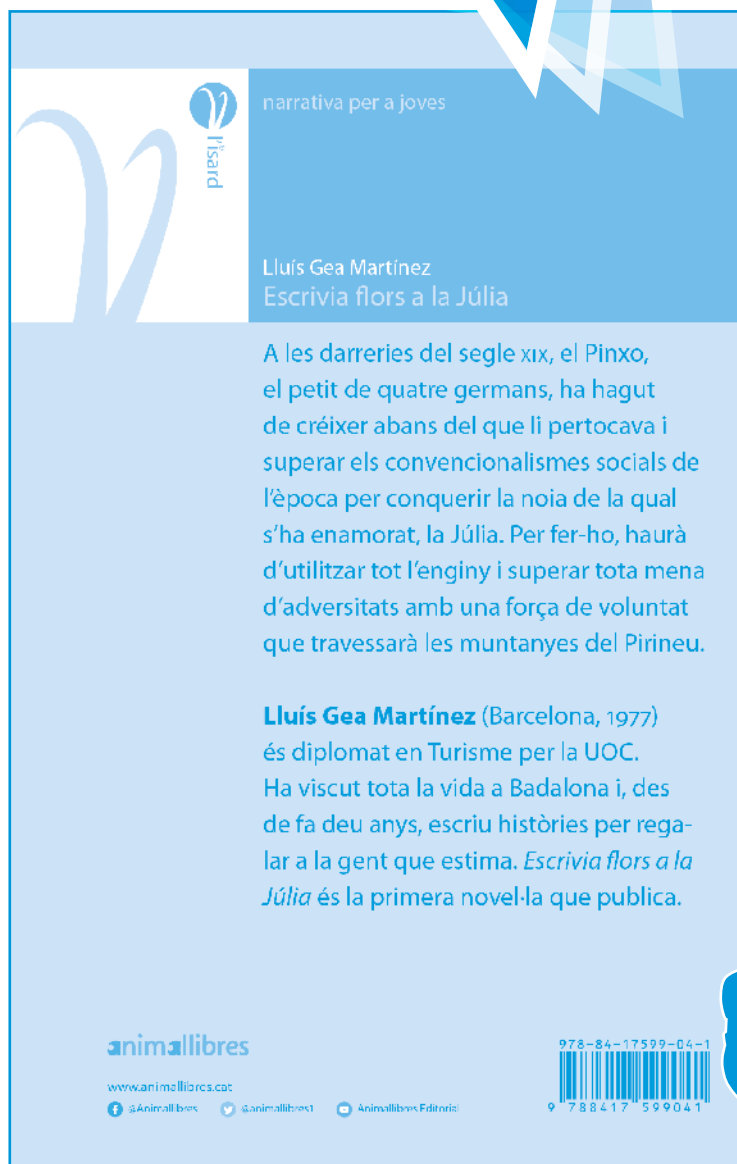 narrativa per a joves
l'isard
Lluís Gea Martínez
Escrivia flors a la Júlia
A les darreries del segle XIX, el Pinxo,
el petit de quatre germans, ha hagut
de créixer abans del que li pertocava i
superar els convencionalismes socials de
l'època per conquerir la noia de la qual
s'ha enamorat, la Júlia. Per fer-ho, haurà
d'utilitzar tot l'enginy i superar tota mena
d'adversitats amb una força de voluntat
que travessarà les muntanyes del Pirineu.
Lluís Gea Martínez (Barcelona, 1977)
és diplomat en Turisme per la UOC.
Ha viscut tota la vida a Badalona i, des
de fa deu anys, escriu històries per rega-
lar a la gent que estima. Escrivia flors a la
Júlia és la primera novel·la que publica.
animallibres
www.animallibres.cat
@Animallibres @animallibres1 Animallibres Editorial
978-84-17599-04-1
9 788417 599041